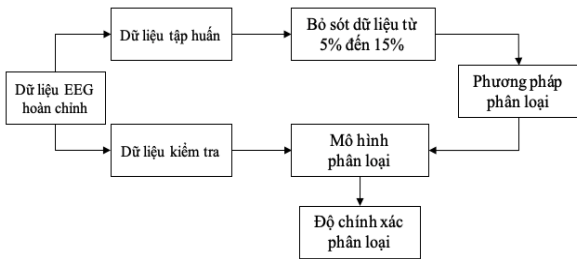 Dữ liệu tập huấn
Bỏ sót dữ liệu từ
5% đến 15%
Dữ liệu EEG
hoàn chỉnh
Phương pháp
phân loại
Dữ liệu kiểm tra
Mô hình
phân loại
Độ chính xác
phân loại